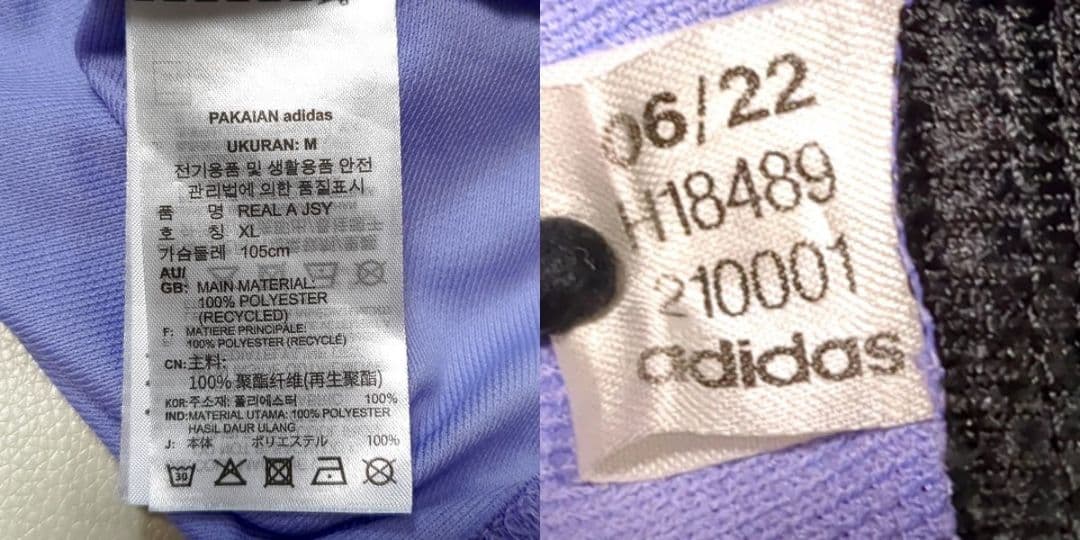 PAKAIAN adidas
UKURAN: M
전기용품 및 생활용품 안전
관리법에 의한 품질표시
품 명 REAL A JSY
호 칭 XL
가슴둘레 105cm
AU/
GB: MAIN MATERIAL:
100% POLYESTER
(RECYCLED)
F: MATIERE PRINCIPALE:
100% POLYESTER (RECYCLÉ)
CN: 主料:
100% 聚酯纤维(再生聚酯)
KOR: 주소재: 폴리에스터 100%
IND: MATERIAL UTAMA: 100% POLYESTER
HASIL DAUR ULANG
J: 本体 ポリエステル 100%
30
06/22
H18489
210001
adidas